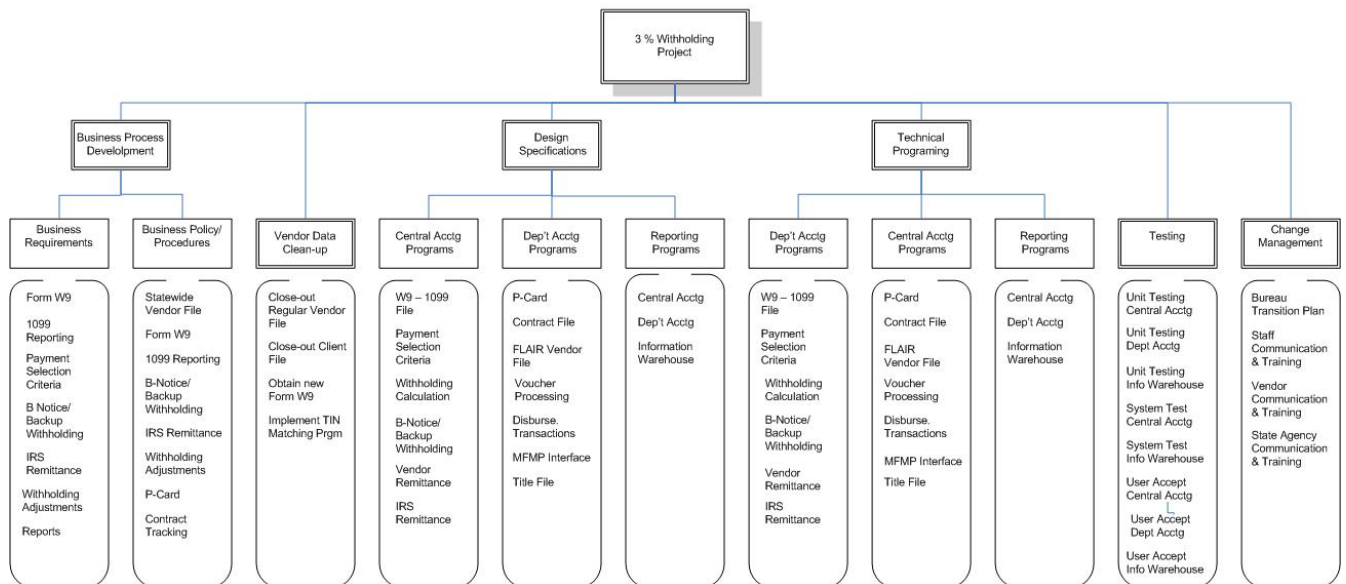 3 % Withholding
Project
Business Process
Develolpment
Design
Specifications
Technical
Programing
Business
Requirements
Business Policy/
Procedures
Vendor Data
Clean-up
Central Acctg
Programs
Dep't Acctg
Programs
Reporting
Programs
Dep't Acctg
Programs
Central Acctg
Programs
Reporting
Programs
Testing
Change
Management
Form W9
1099
Reporting
Payment
Selection
Criteria
B Notice/
Backup
Withholding
IRS
Remittance
Withholding
Adjustments
Reports
Statewide
Vendor File
Form W9
1099 Reporting
B-Notice/
Backup
Withholding
IRS Remittance
Withholding
Adjustments
P-Card
Contract
Tracking
Close-out
Regular Vendor
File
Close-out Client
File
Obtain new
Form W9
Implement TIN
Matching Prgm
W9 – 1099
File
Payment
Selection
Criteria
Withholding
Calculation
B-Notice/
Backup
Withholding
Vendor
Remittance
IRS
Remittance
P-Card
Contract File
FLAIR Vendor
File
Voucher
Processing
Disburse.
Transactions
MFMP Interface
Title File
Central Acctg
Dep't Acctg
Information
Warehouse
W9 – 1099
File
Payment
Selection
Criteria
Withholding
Calculation
B-Notice/
Backup
Withholding
Vendor
Remittance
IRS
Remittance
P-Card
Contract File
FLAIR
Vendor File
Voucher
Processing
Disburse.
Transactions
MFMP Interface
Title File
Central Acctg
Dep't Acctg
Information
Warehouse
Unit Testing
Central Acctg
Unit Testing
Dept Acctg
Unit Testing
Info Warehouse
System Test
Central Acctg
System Test
Info Warehouse
User Accept
Central Acctg
User Accept
Dept Acctg
User Accept
Info Warehouse
Bureau
Transition Plan
Staff
Communication
& Training
Vendor
Communication
& Training
State Agency
Communication
& Training